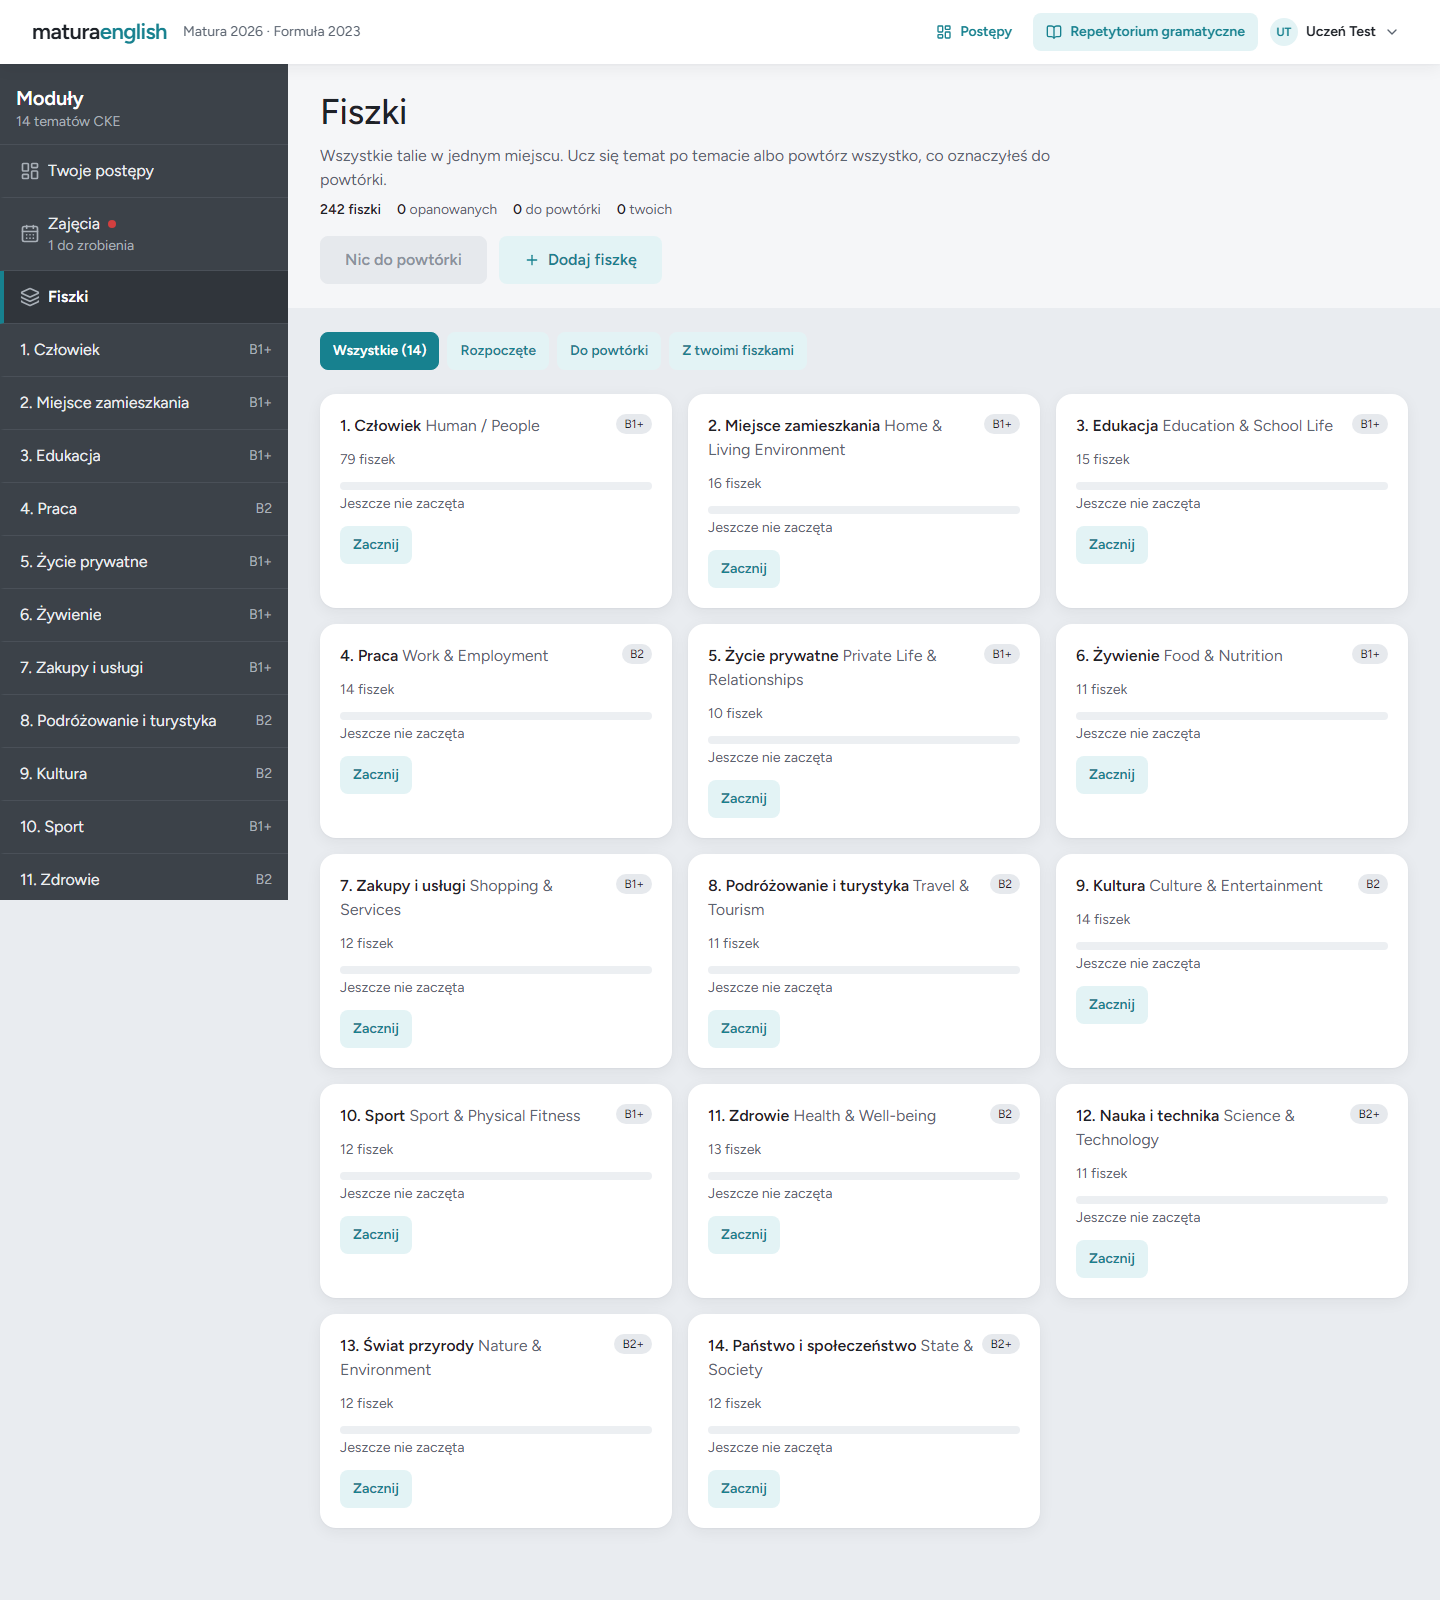 maturaenglish Matura 2026 · Formuła 2023
Postępy
Repetytorium gramatyczne
UT Uczeń Test
Moduły
14 tematów CKE
Twoje postępy
Zajęcia
1 do zrobienia
Fiszki
1. Człowiek B1+
2. Miejsce zamieszkania B1+
3. Edukacja B1+
4. Praca B2
5. Życie prywatne B1+
6. Żywienie B1+
7. Zakupy i usługi B1+
8. Podróżowanie i turystyka B2
9. Kultura B2
10. Sport B1+
11. Zdrowie B2
Fiszki
Wszystkie talie w jednym miejscu. Ucz się temat po temacie albo powtórz wszystko, co oznaczyłeś do
powtórki.
242 fiszki 0 opanowanych 0 do powtórki 0 twoich
Nic do powtórki
+ Dodaj fiszkę
Wszystkie (14)
Rozpoczęte
Do powtórki
Z twoimi fiszkami
1. Człowiek Human / People B1+
79 fiszek
Jeszcze nie zaczęta
Zacznij
2. Miejsce zamieszkania Home & B1+
Living Environment
16 fiszek
Jeszcze nie zaczęta
Zacznij
3. Edukacja Education & School Life B1+
15 fiszek
Jeszcze nie zaczęta
Zacznij
4. Praca Work & Employment B2
14 fiszek
Jeszcze nie zaczęta
Zacznij
5. Życie prywatne Private Life & B1+
Relationships
10 fiszek
Jeszcze nie zaczęta
Zacznij
6. Żywienie Food & Nutrition B1+
11 fiszek
Jeszcze nie zaczęta
Zacznij
7. Zakupy i usługi Shopping & B1+
Services
12 fiszek
Jeszcze nie zaczęta
Zacznij
8. Podróżowanie i turystyka Travel & B2
Tourism
11 fiszek
Jeszcze nie zaczęta
Zacznij
9. Kultura Culture & Entertainment B2
14 fiszek
Jeszcze nie zaczęta
Zacznij
10. Sport Sport & Physical Fitness B1+
12 fiszek
Jeszcze nie zaczęta
Zacznij
11. Zdrowie Health & Well-being B2
13 fiszek
Jeszcze nie zaczęta
Zacznij
12. Nauka i technika Science & B2+
Technology
11 fiszek
Jeszcze nie zaczęta
Zacznij
13. Świat przyrody Nature & B2+
Environment
12 fiszek
Jeszcze nie zaczęta
Zacznij
14. Państwo i społeczeństwo State & B2+
Society
12 fiszek
Jeszcze nie zaczęta
Zacznij